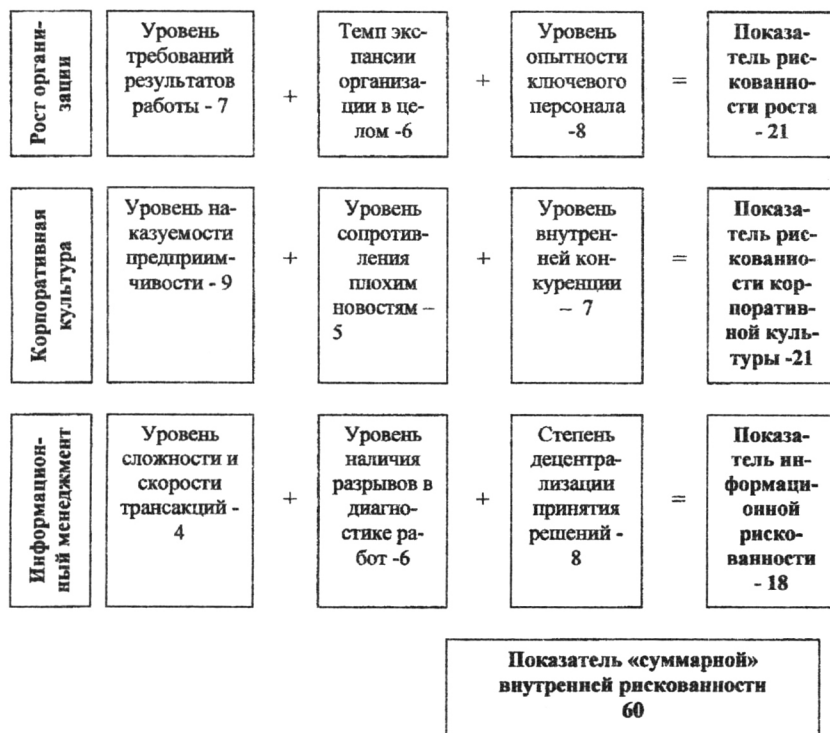 Рост органи-
зации
Уровень
требований
результатов
работы - 7
+
Темп экс-
пансии
организа-
ции в це-
лом -6
+
Уровень
опытности
ключевого
персонала
-8
=
Показа-
тель рис-
кованно-
сти роста
- 21
Корпоративная
культура
Уровень на-
казуемости
предприим-
чивости - 9
+
Уровень
сопротив-
ления
плохим
новостям –
5
+
Уровень
внутрен-
ней кон-
куренции
– 7
=
Показа-
тель рис-
кованно-
сти кор-
поратив-
ной куль-
туры -21
Информацион-
ный менеджмент
Уровень
сложности и
скорости
трансакций -
4
+
Уровень
наличия
разрывов в
диагно-
стике ра-
бот -6
+
Степень
децентра-
лизации
принятия
решений -
8
=
Показа-
тель ин-
формаци-
онной
риско-
ванности
- 18
Показатель «суммарной»
внутренней рискованности
60